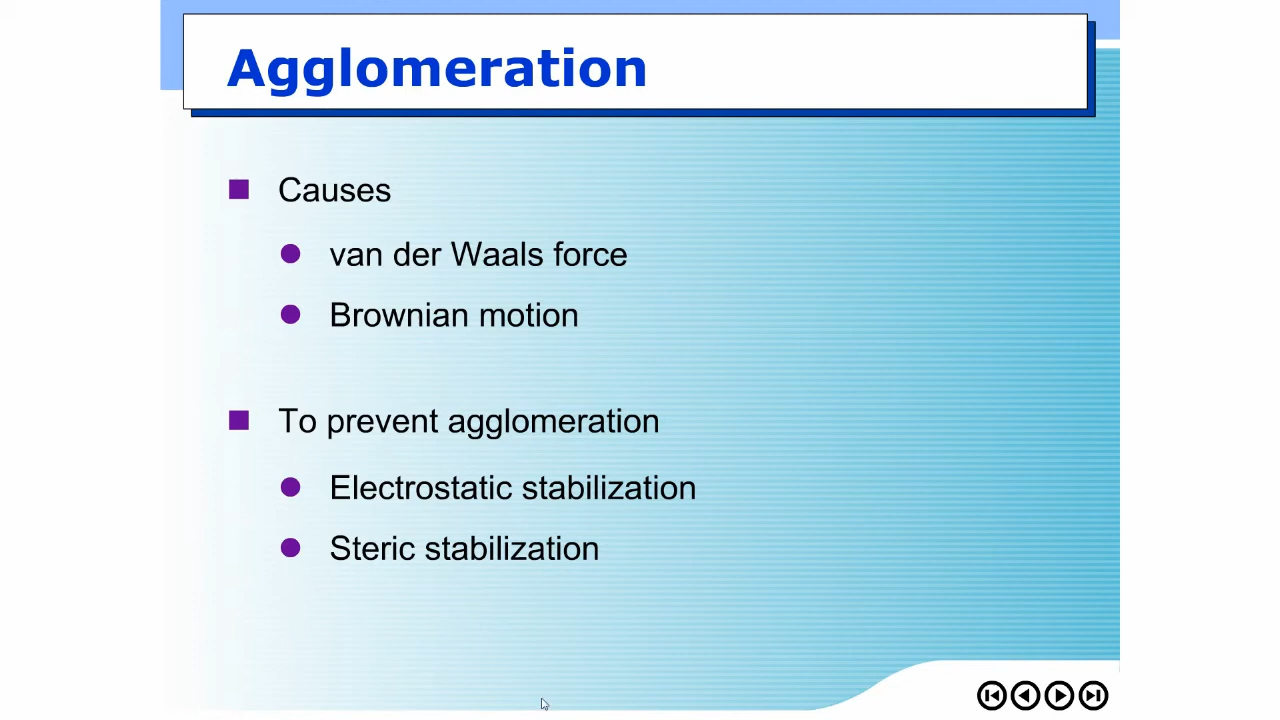 Agglomeration
Causes
van der Waals force
Brownian motion
To prevent agglomeration
Electrostatic stabilization
Steric stabilization